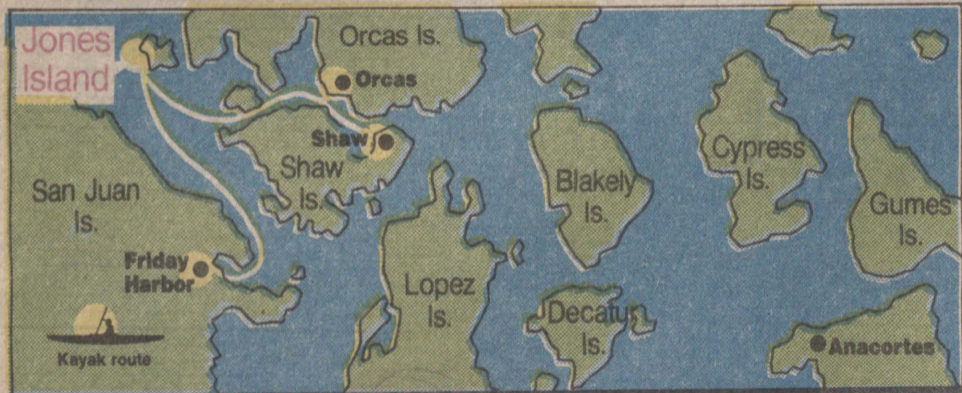 Jones
Island
Orcas Is.
Orcas
Shaw
Shaw
Is.
San Juan
Is.
Friday
Harbor
Kayak route
Lopez
Is.
Blakely
Is.
Decatur
Is.
Cypress
Is.
Gumes
Is.
Anacortes